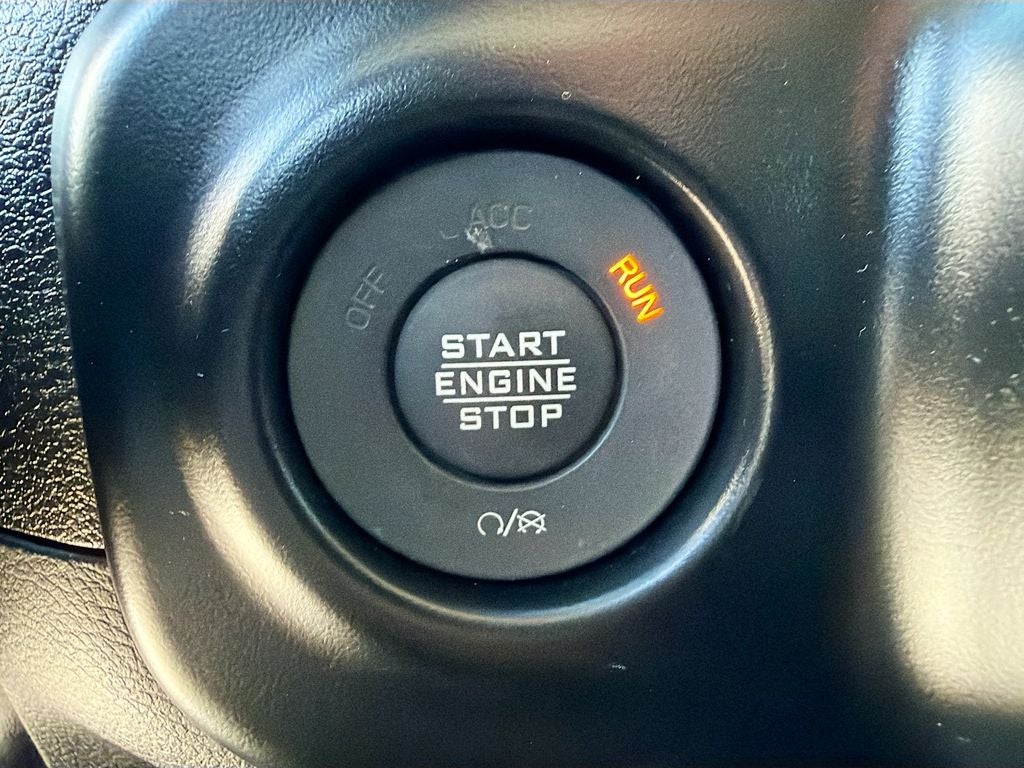 ACC
OFF
RUN
START
ENGINE
STOP